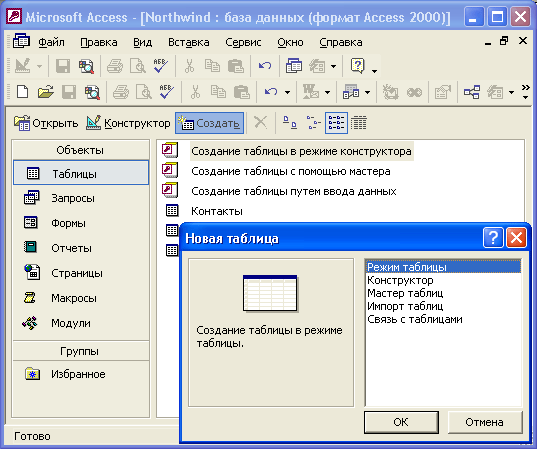 Microsoft Access - [Northwind : база данных (формат Access 2000)]
Файл Правка Вид Вставка Сервис Окно Справка
Открыть Конструктор Создать
Объекты
Таблицы
Запросы
Формы
Отчеты
Страницы
Макросы
Модули
Группы
Избранное
Создание таблицы в режиме конструктора
Создание таблицы с помощью мастера
Создание таблицы путем ввода данных
Контакты
Новая таблица
Создание таблицы в режиме
таблицы.
Режим таблицы
Конструктор
Мастер таблиц
Импорт таблиц
Связь с таблицами
ОК Отмена
Готово